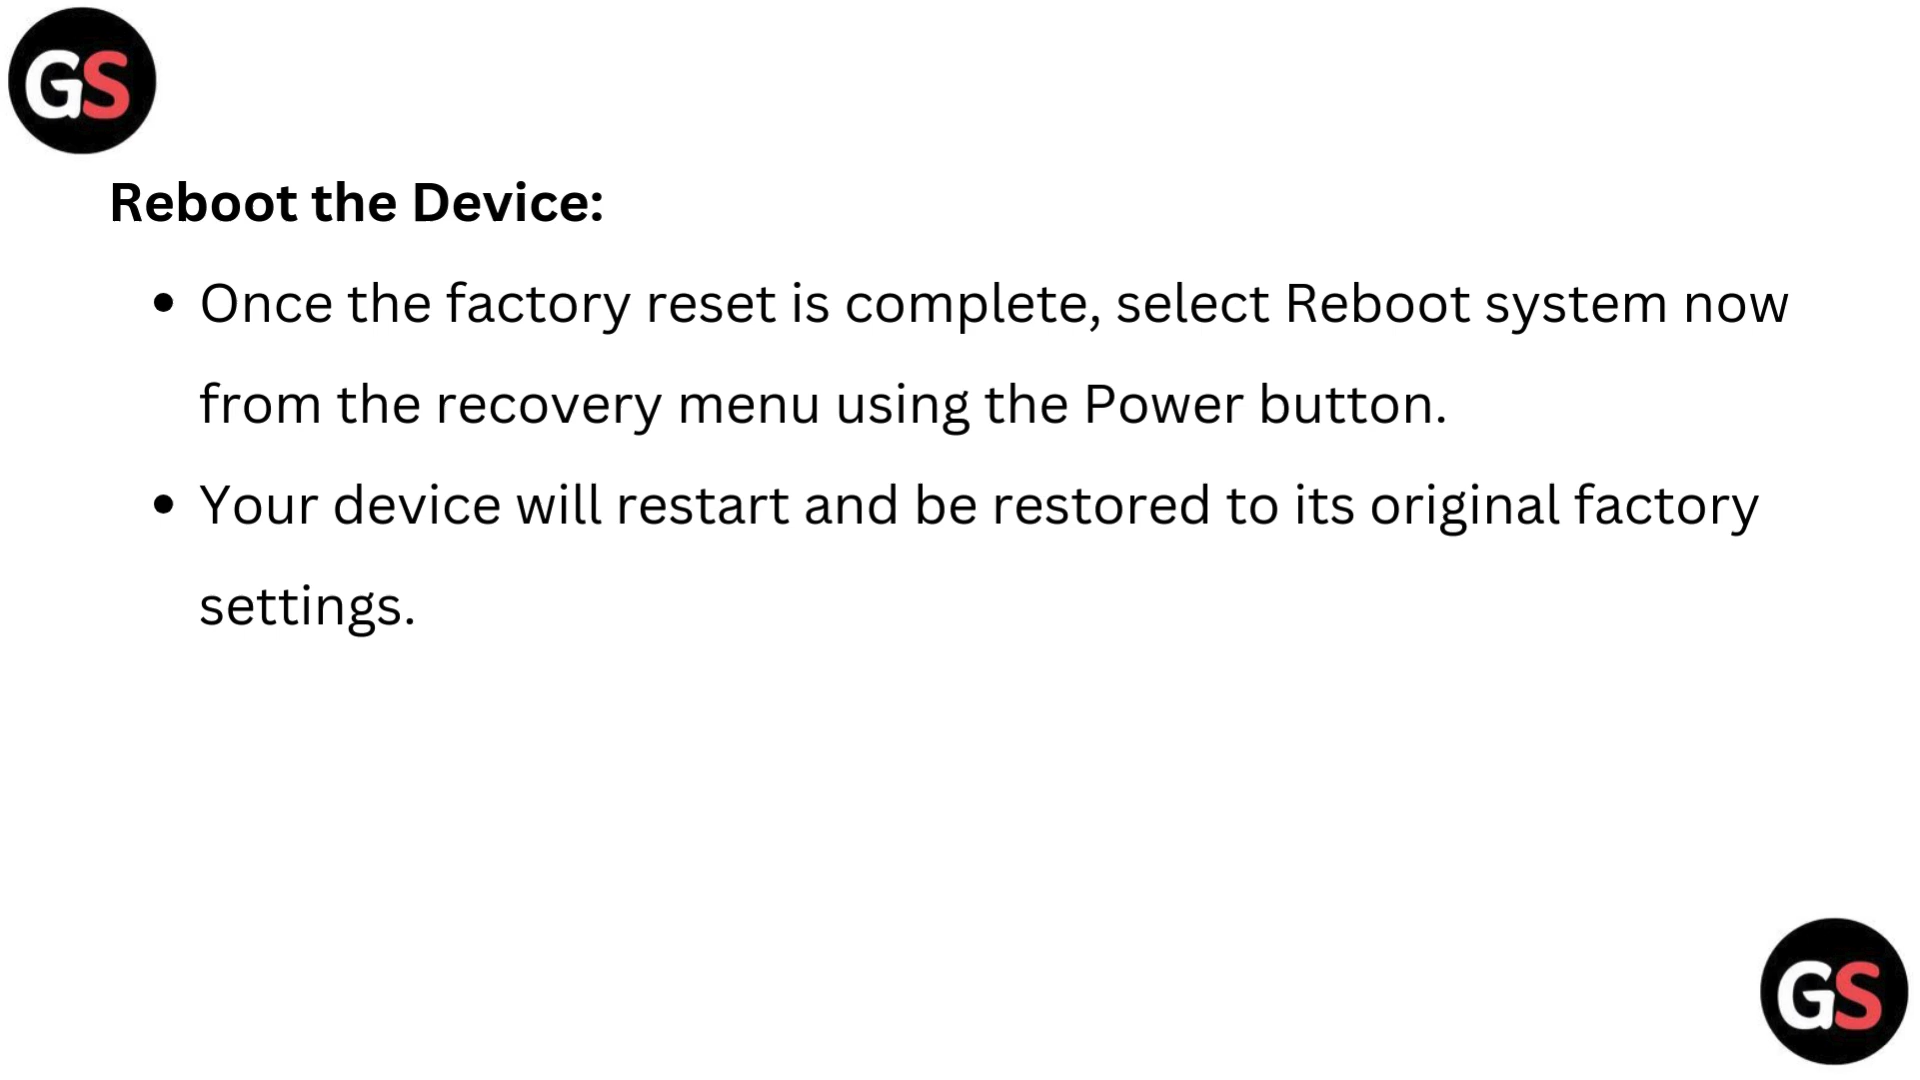 GS
Reboot the Device:
• Once the factory reset is complete, select Reboot system now
from the recovery menu using the Power button.
• Your device will restart and be restored to its original factory
settings.
GS